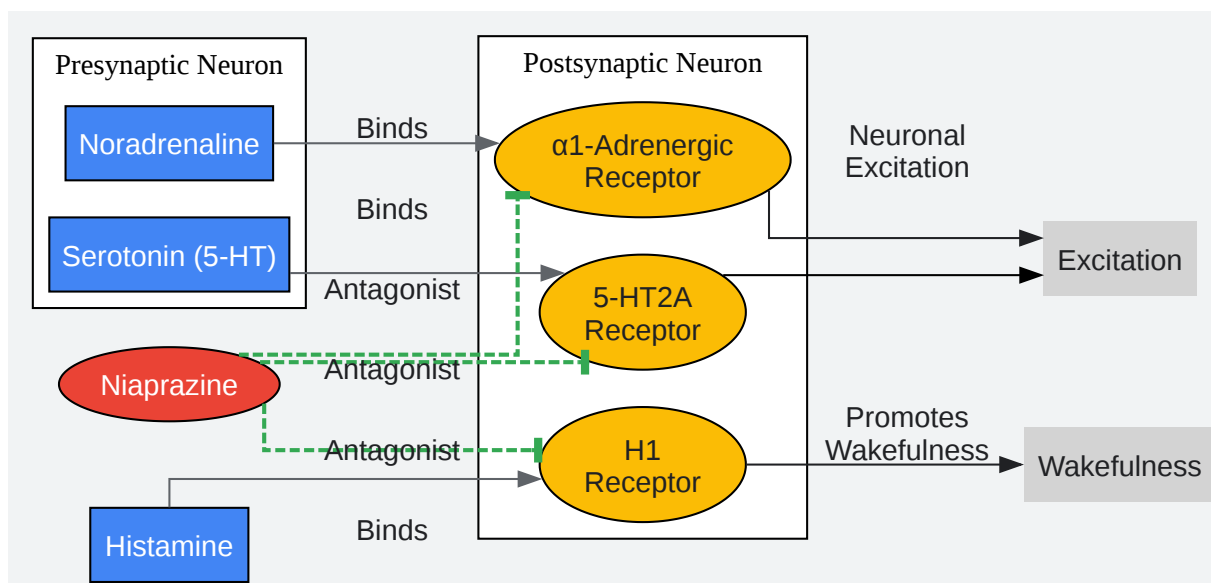 Presynaptic Neuron
Postsynaptic Neuron
Noradrenaline
Binds
α1-Adrenergic
Receptor
Neuronal
Excitation
Serotonin (5-HT)
Binds
Antagonist
5-HT2A
Receptor
Excitation
Niaprazine
Antagonist
Antagonist
H1
Receptor
Promotes
Wakefulness
Wakefulness
Histamine
Binds